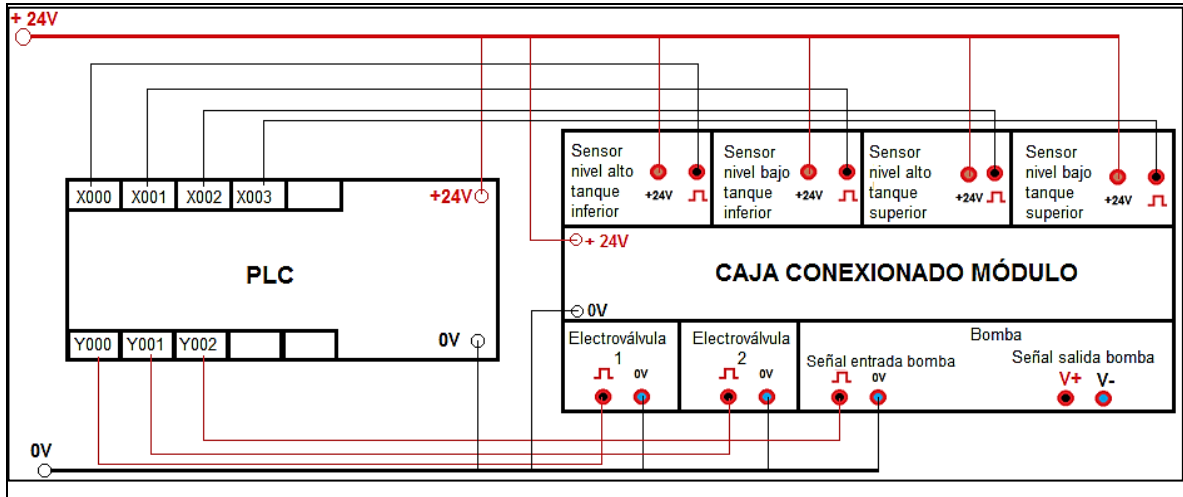 + 24V
X000 X001 X002 X003
+24V
PLC
0V
Y000 Y001 Y002
0V
Sensor
nivel alto
tanque
inferior
+24V
Sensor
nivel bajo
tanque
inferior
+24V
Sensor
nivel alto
tanque
superior
+24V
Sensor
nivel bajo
tanque
superior
+24V
+ 24V
CAJA CONEXIONADO MÓDULO
0V
Electroválvula
1
0V
Electroválvula
2
0V
Bomba
Señal entrada bomba
0V
Señal salida bomba
V+ V-